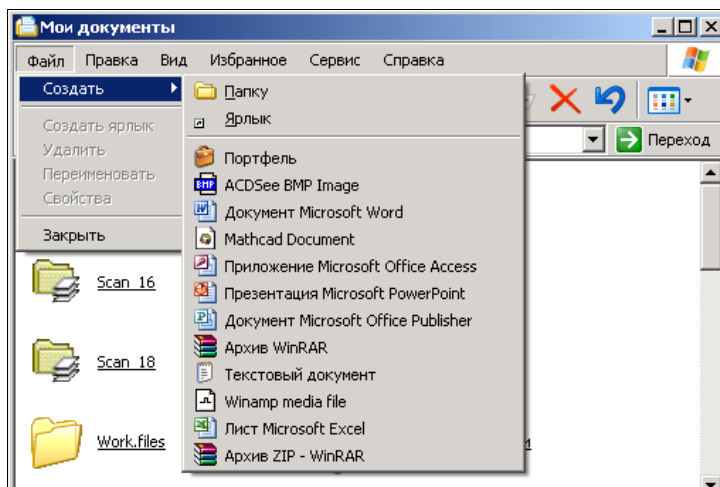 Мои документы
Файл Правка Вид Избранное Сервис Справка
Создать
Создать ярлык
Удалить
Переименовать
Свойства
Закрыть
Папку
Ярлык
Портфель
BMP ACDSee BMP Image
Документ Microsoft Word
Mathcad Document
Приложение Microsoft Office Access
Презентация Microsoft PowerPoint
Документ Microsoft Office Publisher
Архив WinRAR
Текстовый документ
Winamp media file
Лист Microsoft Excel
Архив ZIP - WinRAR
Переход
Scan_16
Scan_18
Work.files